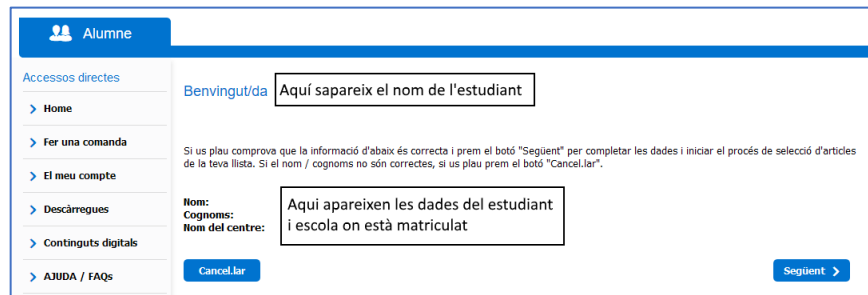 Alumne
Accessos directes
Home
Fer una comanda
El meu compte
Descàrregues
Continguts digitals
AJUDA / FAQs
Benvingut/da
Aquí sapareix el nom de l'estudiant
Si us plau comprova que la informació d'abaix és correcta i prem el botó "Següent" per completar les dades i iniciar el procés de selecció d'articles
de la teva llista. Si el nom / cognoms no són correctes, si us plau prem el botó "Cancel.lar".
Nom:
Cognoms:
Nom del centre:
Aqui apareixen les dades del estudiant
i escola on està matriculat
Cancel.lar
Següent